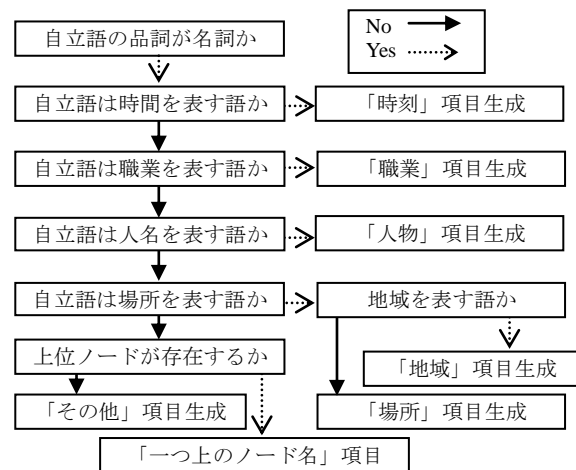 自立語の品詞が名詞か
No
Yes
自立語は時間を表す語か
「時刻」項目生成
自立語は職業を表す語か
「職業」項目生成
自立語は人名を表す語か
「人物」項目生成
自立語は場所を表す語か
地域を表す語か
上位ノードが存在するか
「地域」項目生成
「その他」項目生成
「場所」項目生成
「一つ上のノード名」項目